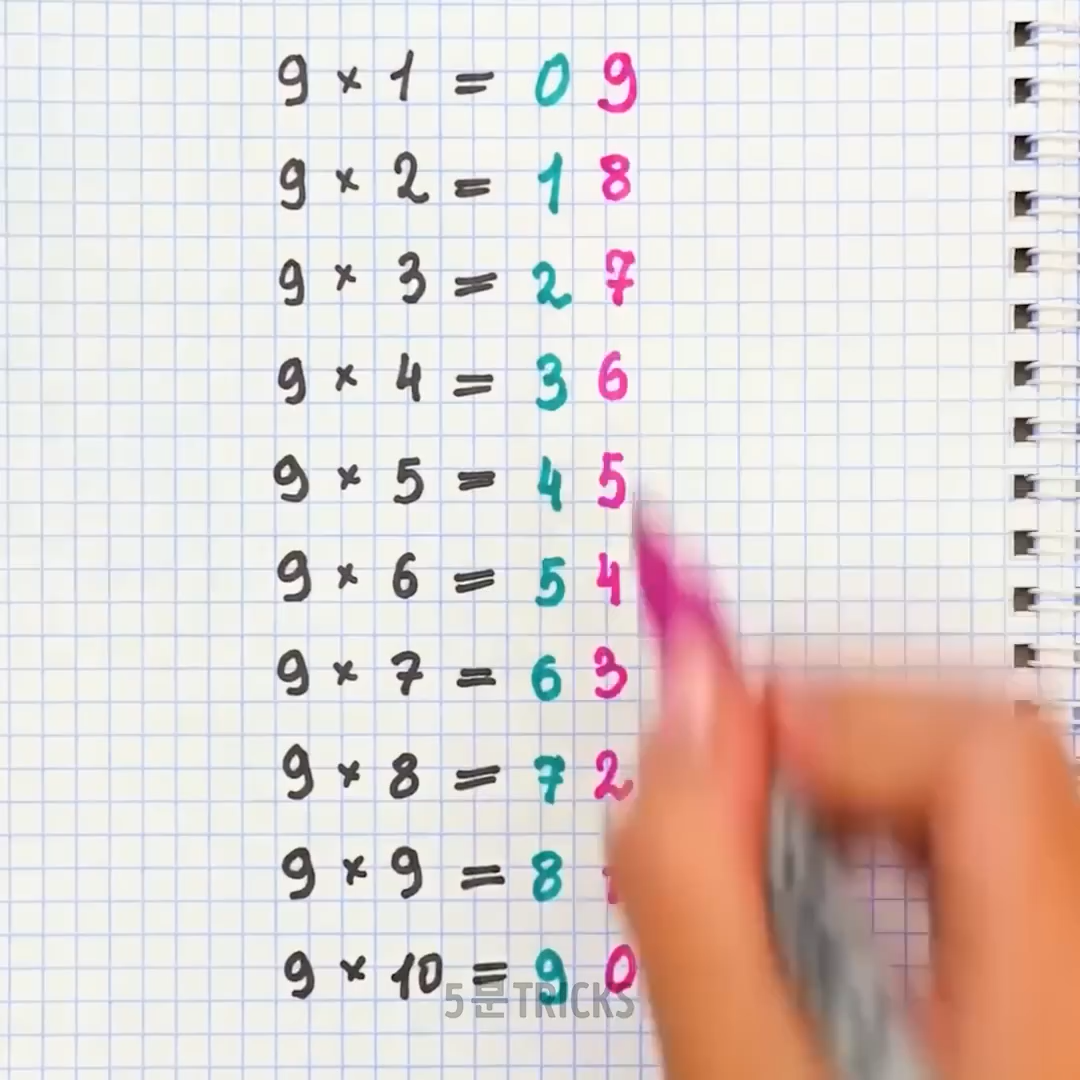 9 × 1 = 0 9
9 × 2 = 1 8
9 × 3 = 2 7
9 × 4 = 3 6
9 × 5 = 4 5
9 × 6 = 5 4
9 × 7 = 6 3
9 × 8 = 7 2
9 × 9 = 8
9 × 10 = 9 0
5분TRICKS